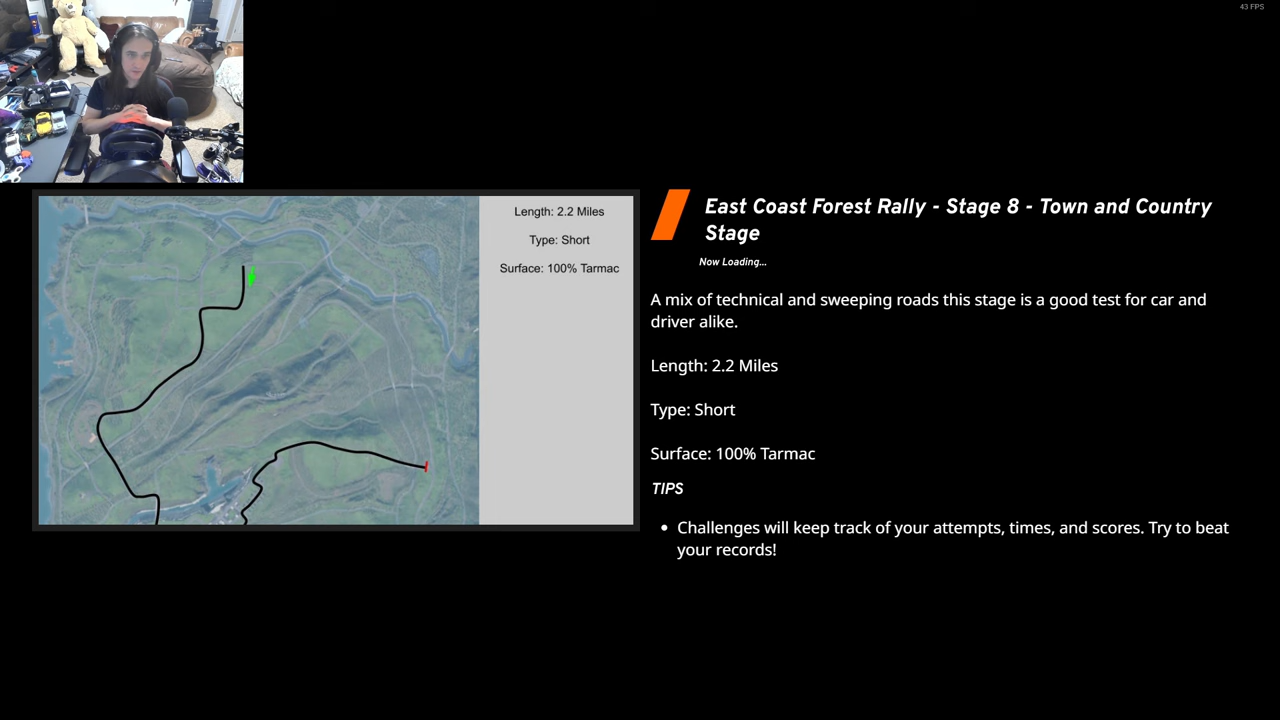 43 FPS
Length: 2.2 Miles
Type: Short
Surface: 100% Tarmac
East Coast Forest Rally - Stage 8 - Town and Country
Stage
Now Loading...
A mix of technical and sweeping roads this stage is a good test for car and
driver alike.
Length: 2.2 Miles
Type: Short
Surface: 100% Tarmac
TIPS
• Challenges will keep track of your attempts, times, and scores. Try to beat
your records!